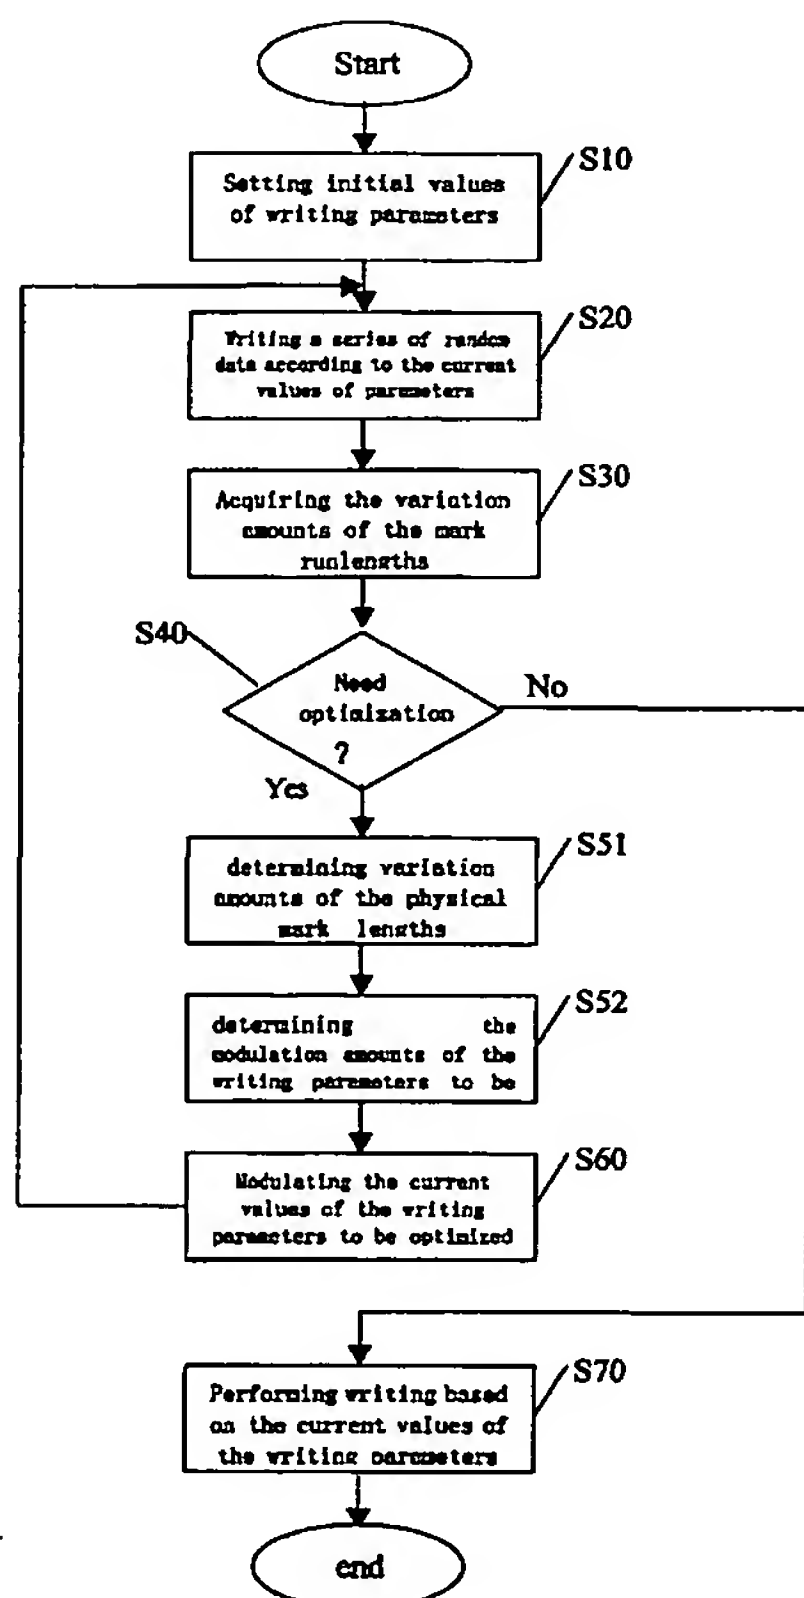 Start
S10
Setting initial values
of writing parameters
S20
Writing a series of random
data according to the current
values of parameters
S30
Acquiring the variation
amounts of the mark
runlengths
S40
Need
optimization
?
No
Yes
S51
determining variation
amounts of the physical
mark lengths
S52
determining the
modulation amounts of the
writing parameters to be
S60
Modulating the current
values of the writing
parameters to be optimized
S70
Performing writing based
on the current values of
the writing parameters
end